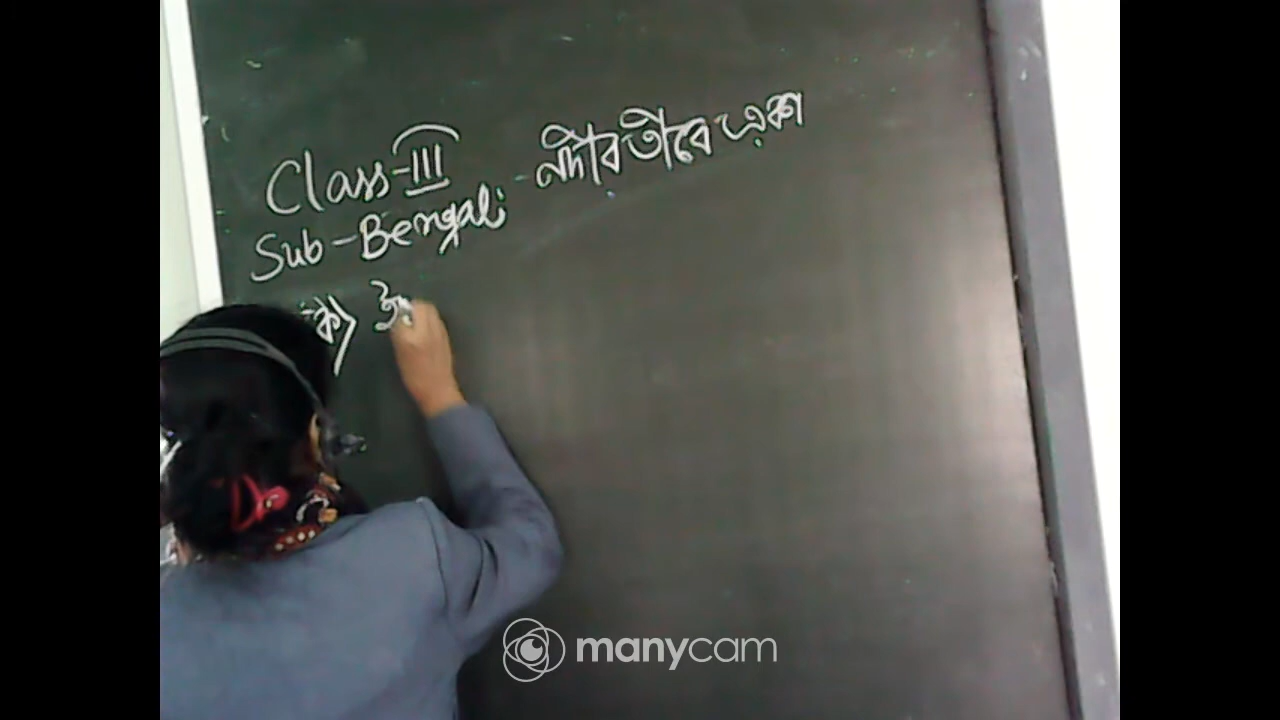 Class-III
Sub-Bengali - নদীর তীরে একা
ক>
manycam